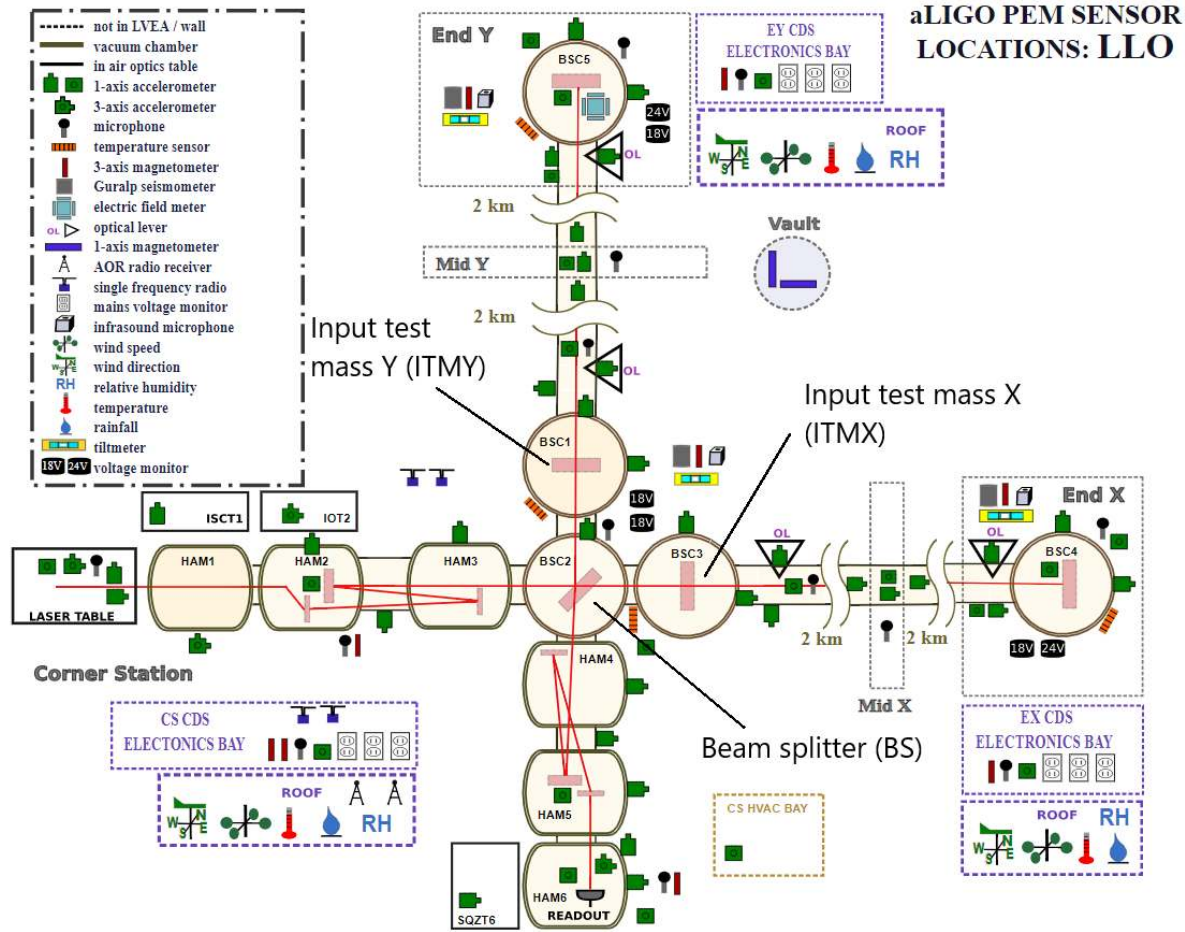 aLIGO PEM SENSOR
LOCATIONS: LLO
not in LVEA / wall
vacuum chamber
in air optics table
1-axis accelerometer
3-axis accelerometer
microphone
temperature sensor
3-axis magnetometer
Guralp seismometer
electric field meter
OL optical lever
1-axis magnetometer
AOR radio receiver
single frequency radio
mains voltage monitor
infrasound microphone
wind speed
W S N E wind direction
RH relative humidity
temperature
rainfall
tiltmeter
18V 24V voltage monitor
End Y
BSC5
24V
18V
OL
EY CDS
ELECTRONICS BAY
ROOF
W S N E
RH
2 km
Mid Y
Vault
2 km
Input test
mass Y (ITMY)
OL
Input test mass X
(ITMX)
BSC1
18V
18V
ISCT1
IOT2
HAM1
HAM2
HAM3
BSC2
BSC3
OL
OL
End X
BSC4
LASER TABLE
2 km
2 km
18V 24V
Mid X
Corner Station
HAM4
Beam splitter (BS)
CS CDS
ELECTONICS BAY
ROOF
W S N E
RH
HAM5
CS HVAC BAY
EX CDS
ELECTRONICS BAY
ROOF
RH
W S N E
SQZT6
HAM6
READOUT